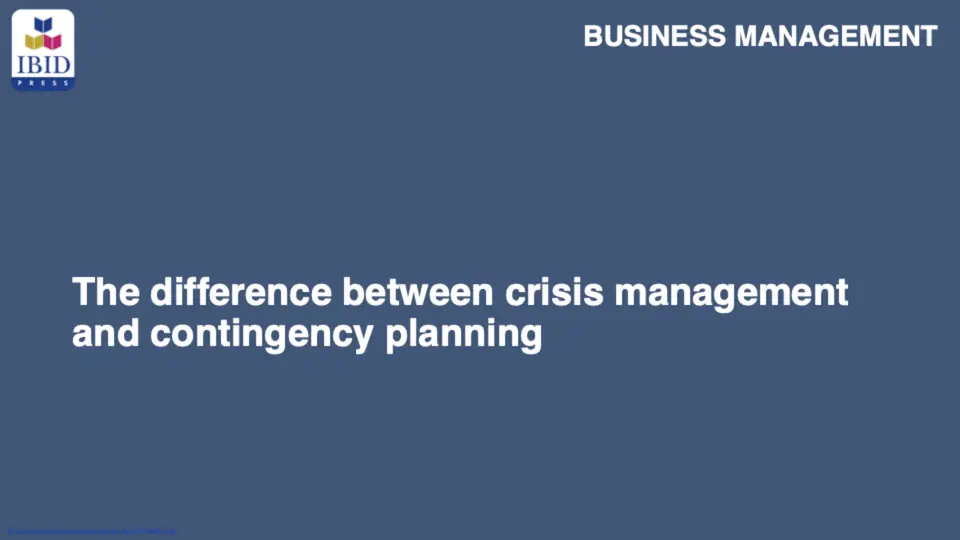 IBID
PRESS
BUSINESS MANAGEMENT
The difference between crisis management
and contingency planning